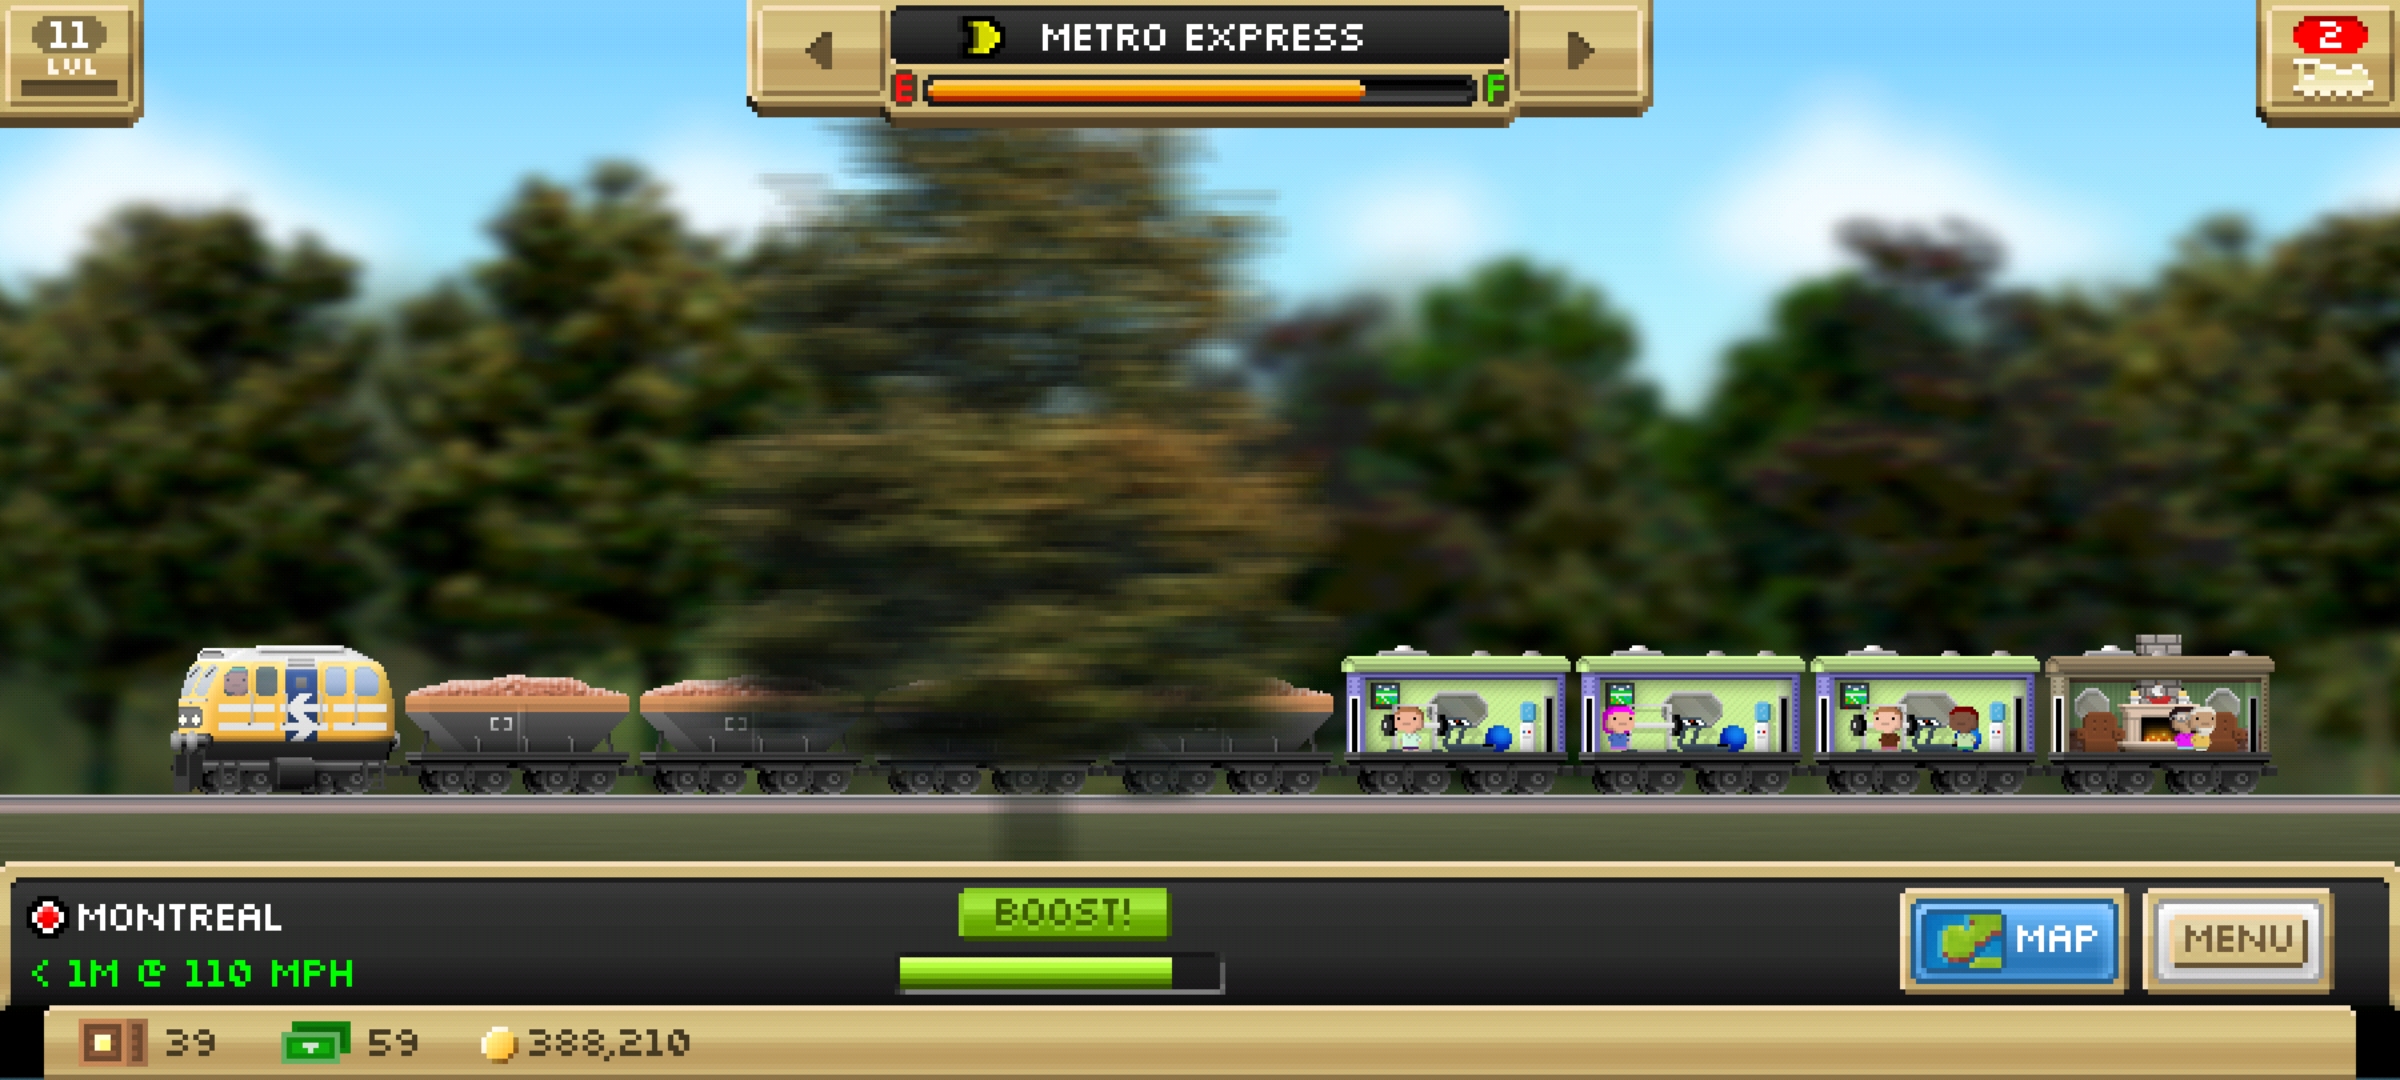 11
LVL
METRO EXPRESS
E F
2
MONTREAL
< 1M @ 110 MPH
BOOST!
MAP
MENU
39
59
388,210